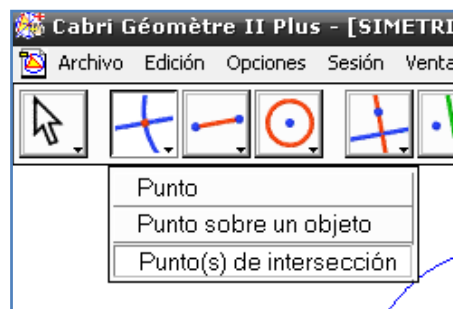 Cabri Géomètre II Plus - [SIMETRI
Archivo Edición Opciones Sesión Venta
Punto
Punto sobre un objeto
Punto(s) de intersección